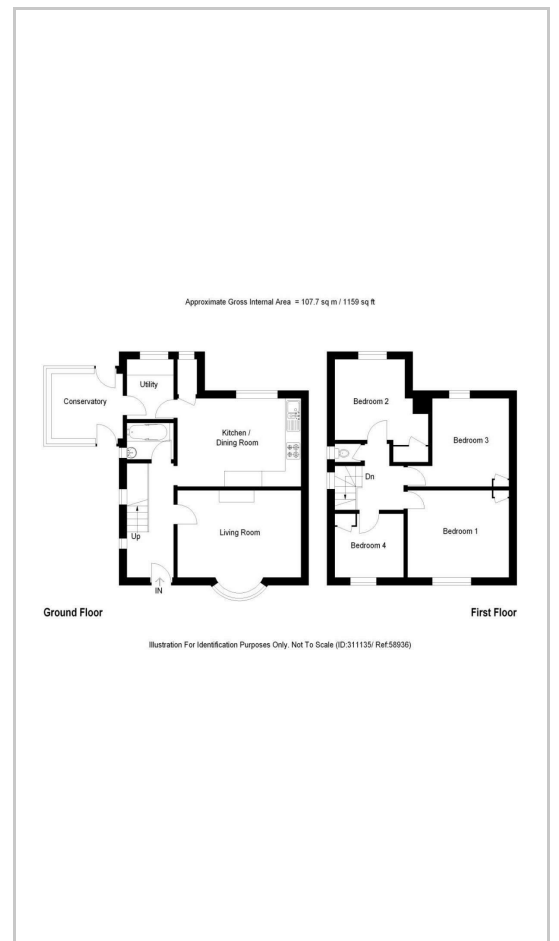 Approximate Gross Internal Area = 107.7 sq m / 1159 sq ft
Utility
Conservatory
Kitchen /
Dining Room
Up
Living Room
IN
Bedroom 2
Bedroom 3
Dn
Bedroom 1
Bedroom 4
Ground Floor
First Floor
Illustration For Identification Purposes Only. Not To Scale (ID:311135/ Ref:58936)